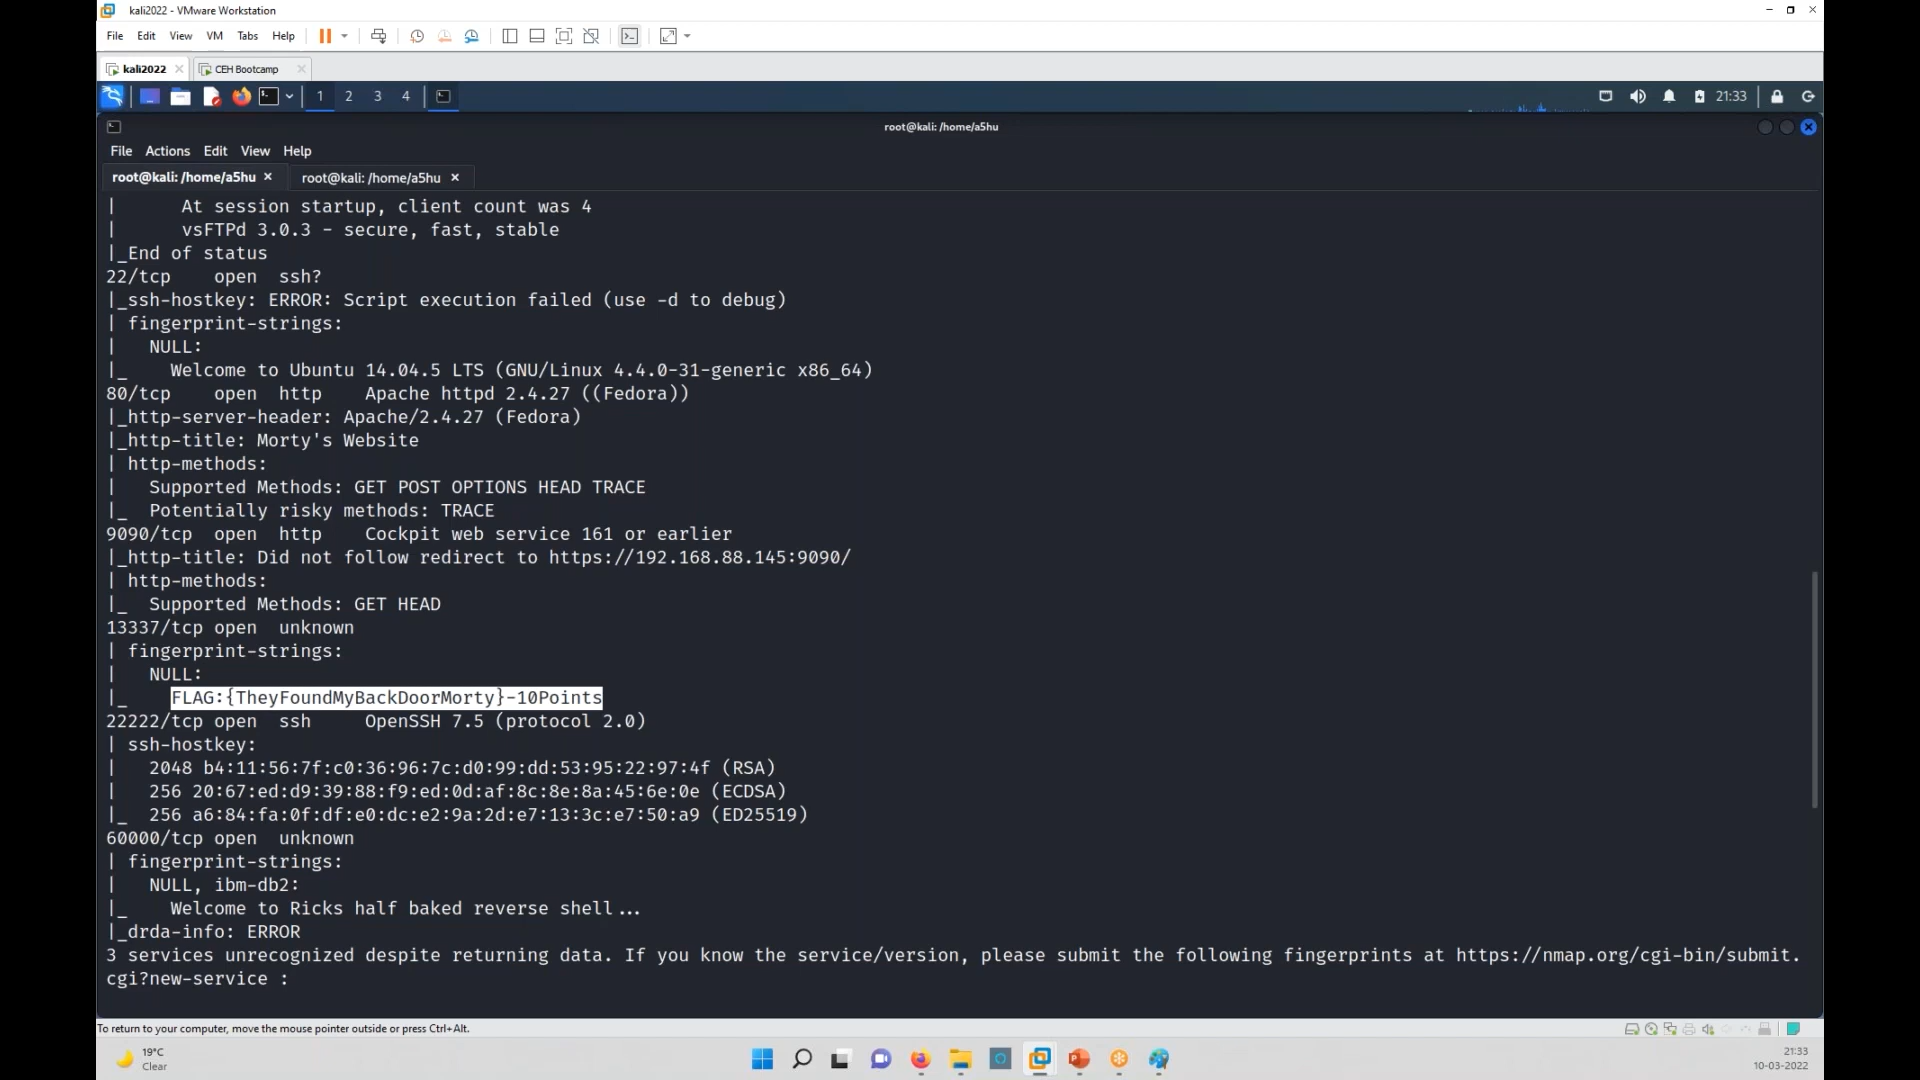 kali2022 - VMware Workstation
File Edit View VM Tabs Help
kali2022 CEH Bootcamp
1 2 3 4 21:33
root@kali: /home/a5hu
File Actions Edit View Help
root@kali: /home/a5hu root@kali: /home/a5hu
|      At session startup, client count was 4
|      vsFTPd 3.0.3 - secure, fast, stable
|_End of status
22/tcp    open  ssh?
|_ssh-hostkey: ERROR: Script execution failed (use -d to debug)
| fingerprint-strings:
|   NULL:
|_    Welcome to Ubuntu 14.04.5 LTS (GNU/Linux 4.4.0-31-generic x86_64)
80/tcp    open  http    Apache httpd 2.4.27 ((Fedora))
|_http-server-header: Apache/2.4.27 (Fedora)
|_http-title: Morty's Website
| http-methods:
|   Supported Methods: GET POST OPTIONS HEAD TRACE
|_  Potentially risky methods: TRACE
9090/tcp  open  http    Cockpit web service 161 or earlier
|_http-title: Did not follow redirect to https://192.168.88.145:9090/
| http-methods:
|_  Supported Methods: GET HEAD
13337/tcp open  unknown
| fingerprint-strings:
|   NULL:
|_    FLAG:{TheyFoundMyBackDoorMorty}-10Points
22222/tcp open  ssh     OpenSSH 7.5 (protocol 2.0)
| ssh-hostkey:
|   2048 b4:11:56:7f:c0:36:96:7c:d0:99:dd:53:95:22:97:4f (RSA)
|   256 20:67:ed:d9:39:88:f9:ed:0d:af:8c:8e:8a:45:6e:0e (ECDSA)
|_  256 a6:84:fa:0f:df:e0:dc:e2:9a:2d:e7:13:3c:e7:50:a9 (ED25519)
60000/tcp open  unknown
| fingerprint-strings:
|   NULL, ibm-db2:
|_    Welcome to Ricks half baked reverse shell...
|_drda-info: ERROR
3 services unrecognized despite returning data. If you know the service/version, please submit the following fingerprints at https://nmap.org/cgi-bin/submit.
cgi?new-service :
To return to your computer, move the mouse pointer outside or press Ctrl+Alt.
19°C
Clear
21:33
10-03-2022